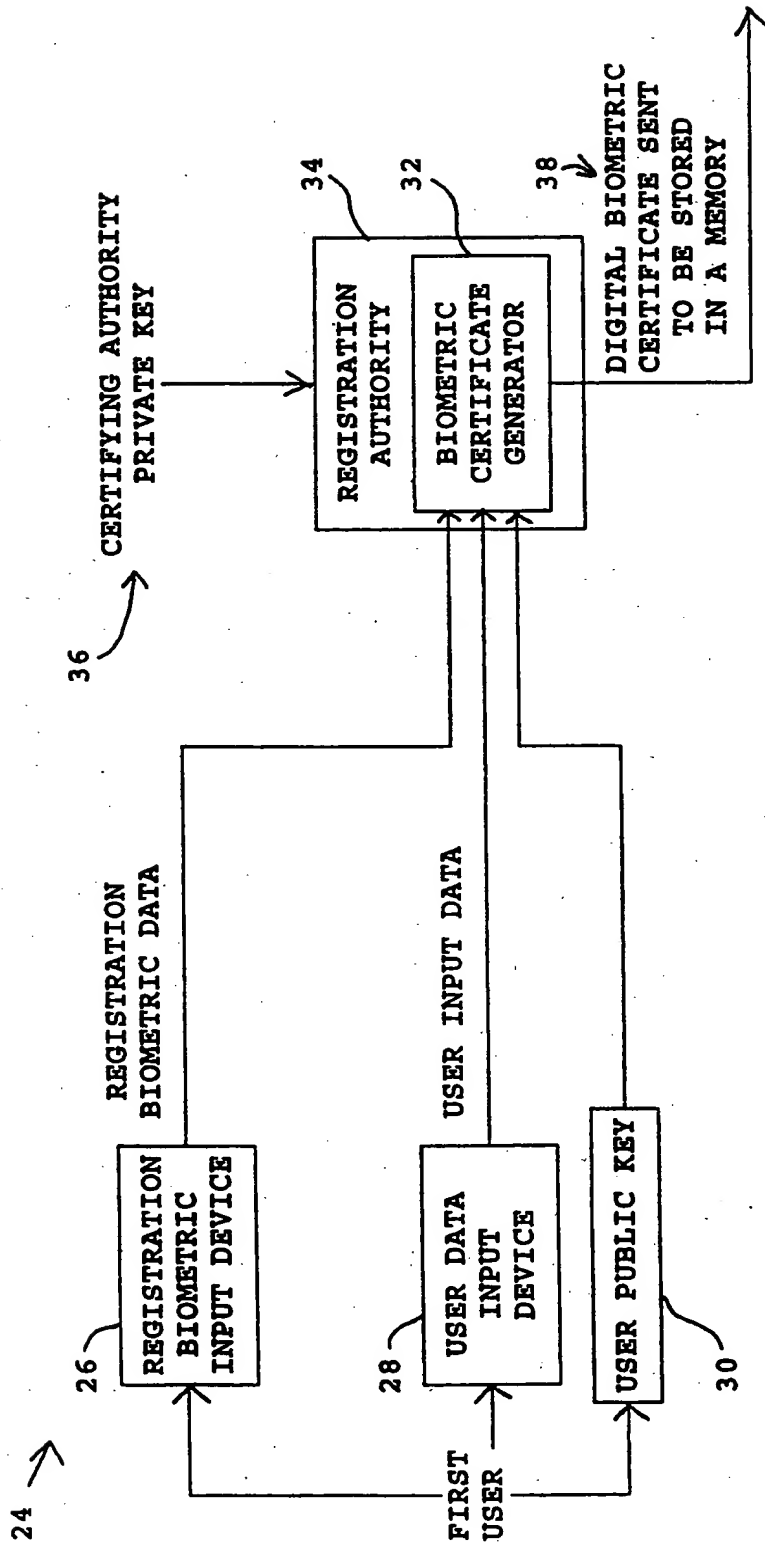 24
FIRST
USER
26
REGISTRATION
BIOMETRIC
INPUT DEVICE
REGISTRATION
BIOMETRIC DATA
28
USER DATA
INPUT
DEVICE
USER INPUT DATA
USER PUBLIC KEY
30
36
CERTIFYING AUTHORITY
PRIVATE KEY
34
REGISTRATION
AUTHORITY
32
BIOMETRIC
CERTIFICATE
GENERATOR
38
DIGITAL BIOMETRIC
CERTIFICATE SENT
TO BE STORED
IN A MEMORY